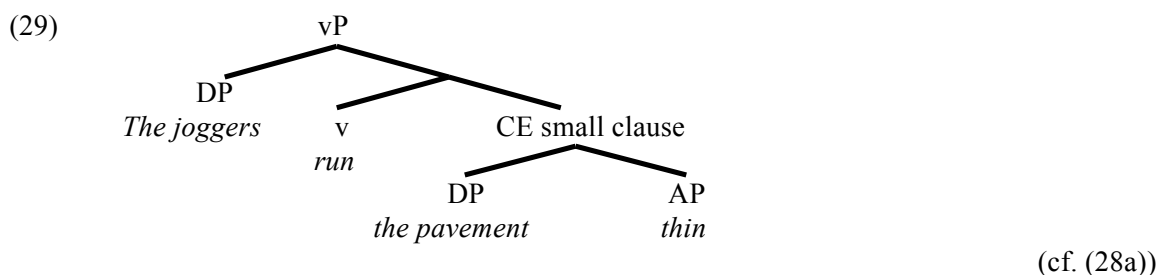 (29) vP
DP
The joggers v CE small clause
run
DP AP
the pavement thin
(cf. (28a))